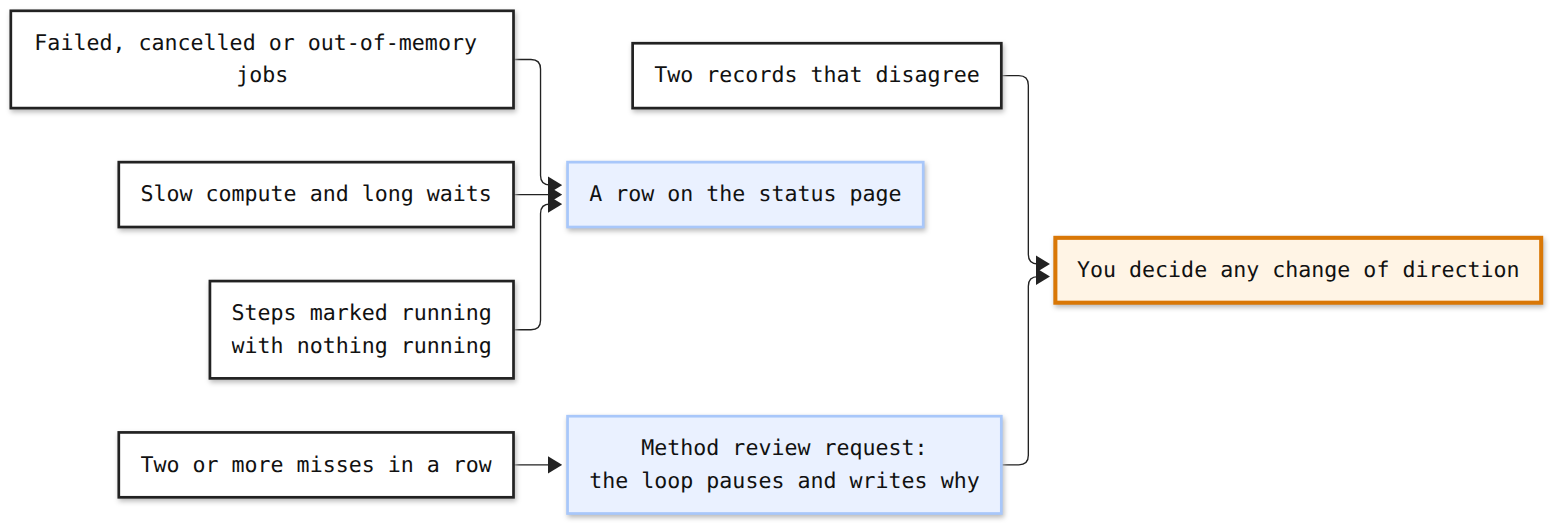 Failed, cancelled or out-of-memory
jobs
Two records that disagree
Slow compute and long waits
A row on the status page
You decide any change of direction
Steps marked running
with nothing running
Two or more misses in a row
Method review request:
the loop pauses and writes why